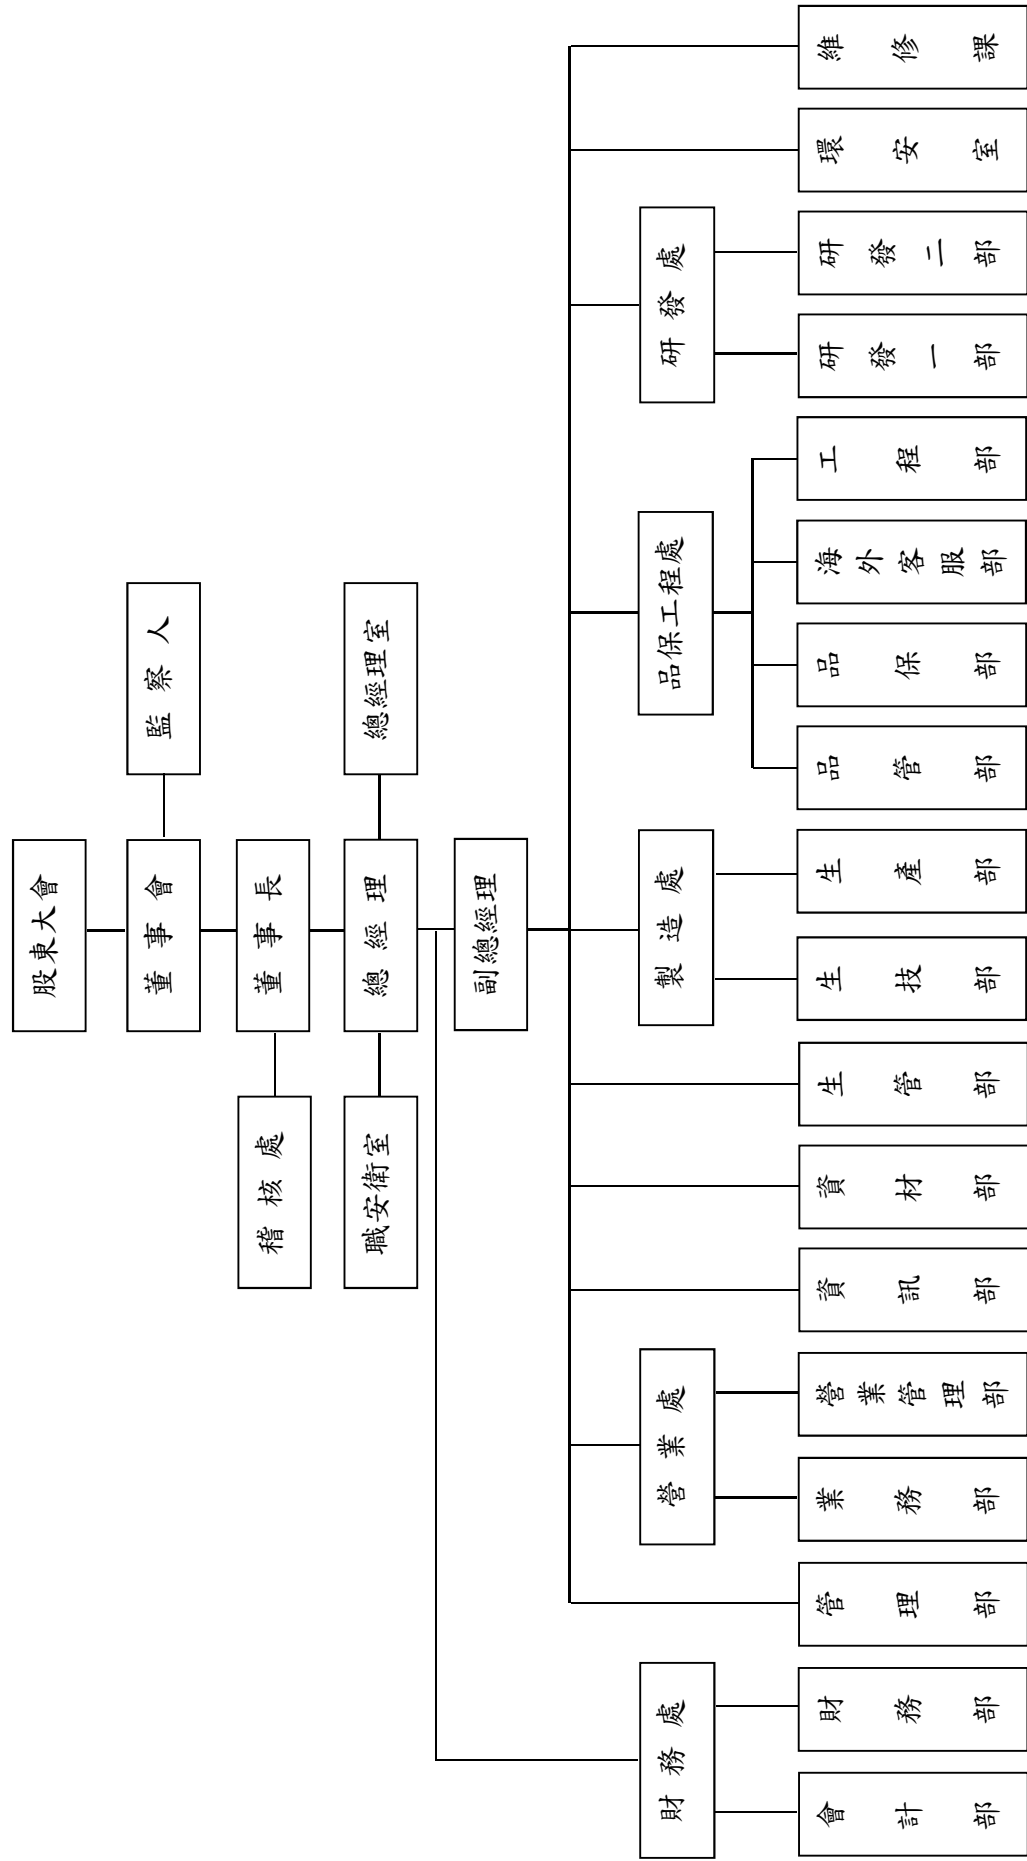 股東大會
董事會
監察人
董事長
稽核處
總經理
總經理室
職安衛室
副總經理
財務處
營業處
製造處
品保工程處
研發處
會計部
財務部
管理部
業務部
營業管理部
資訊部
資材部
生管部
生技部
生產部
品管部
品保部
海外客服部
工程部
研發一部
研發二部
環安室
維修課